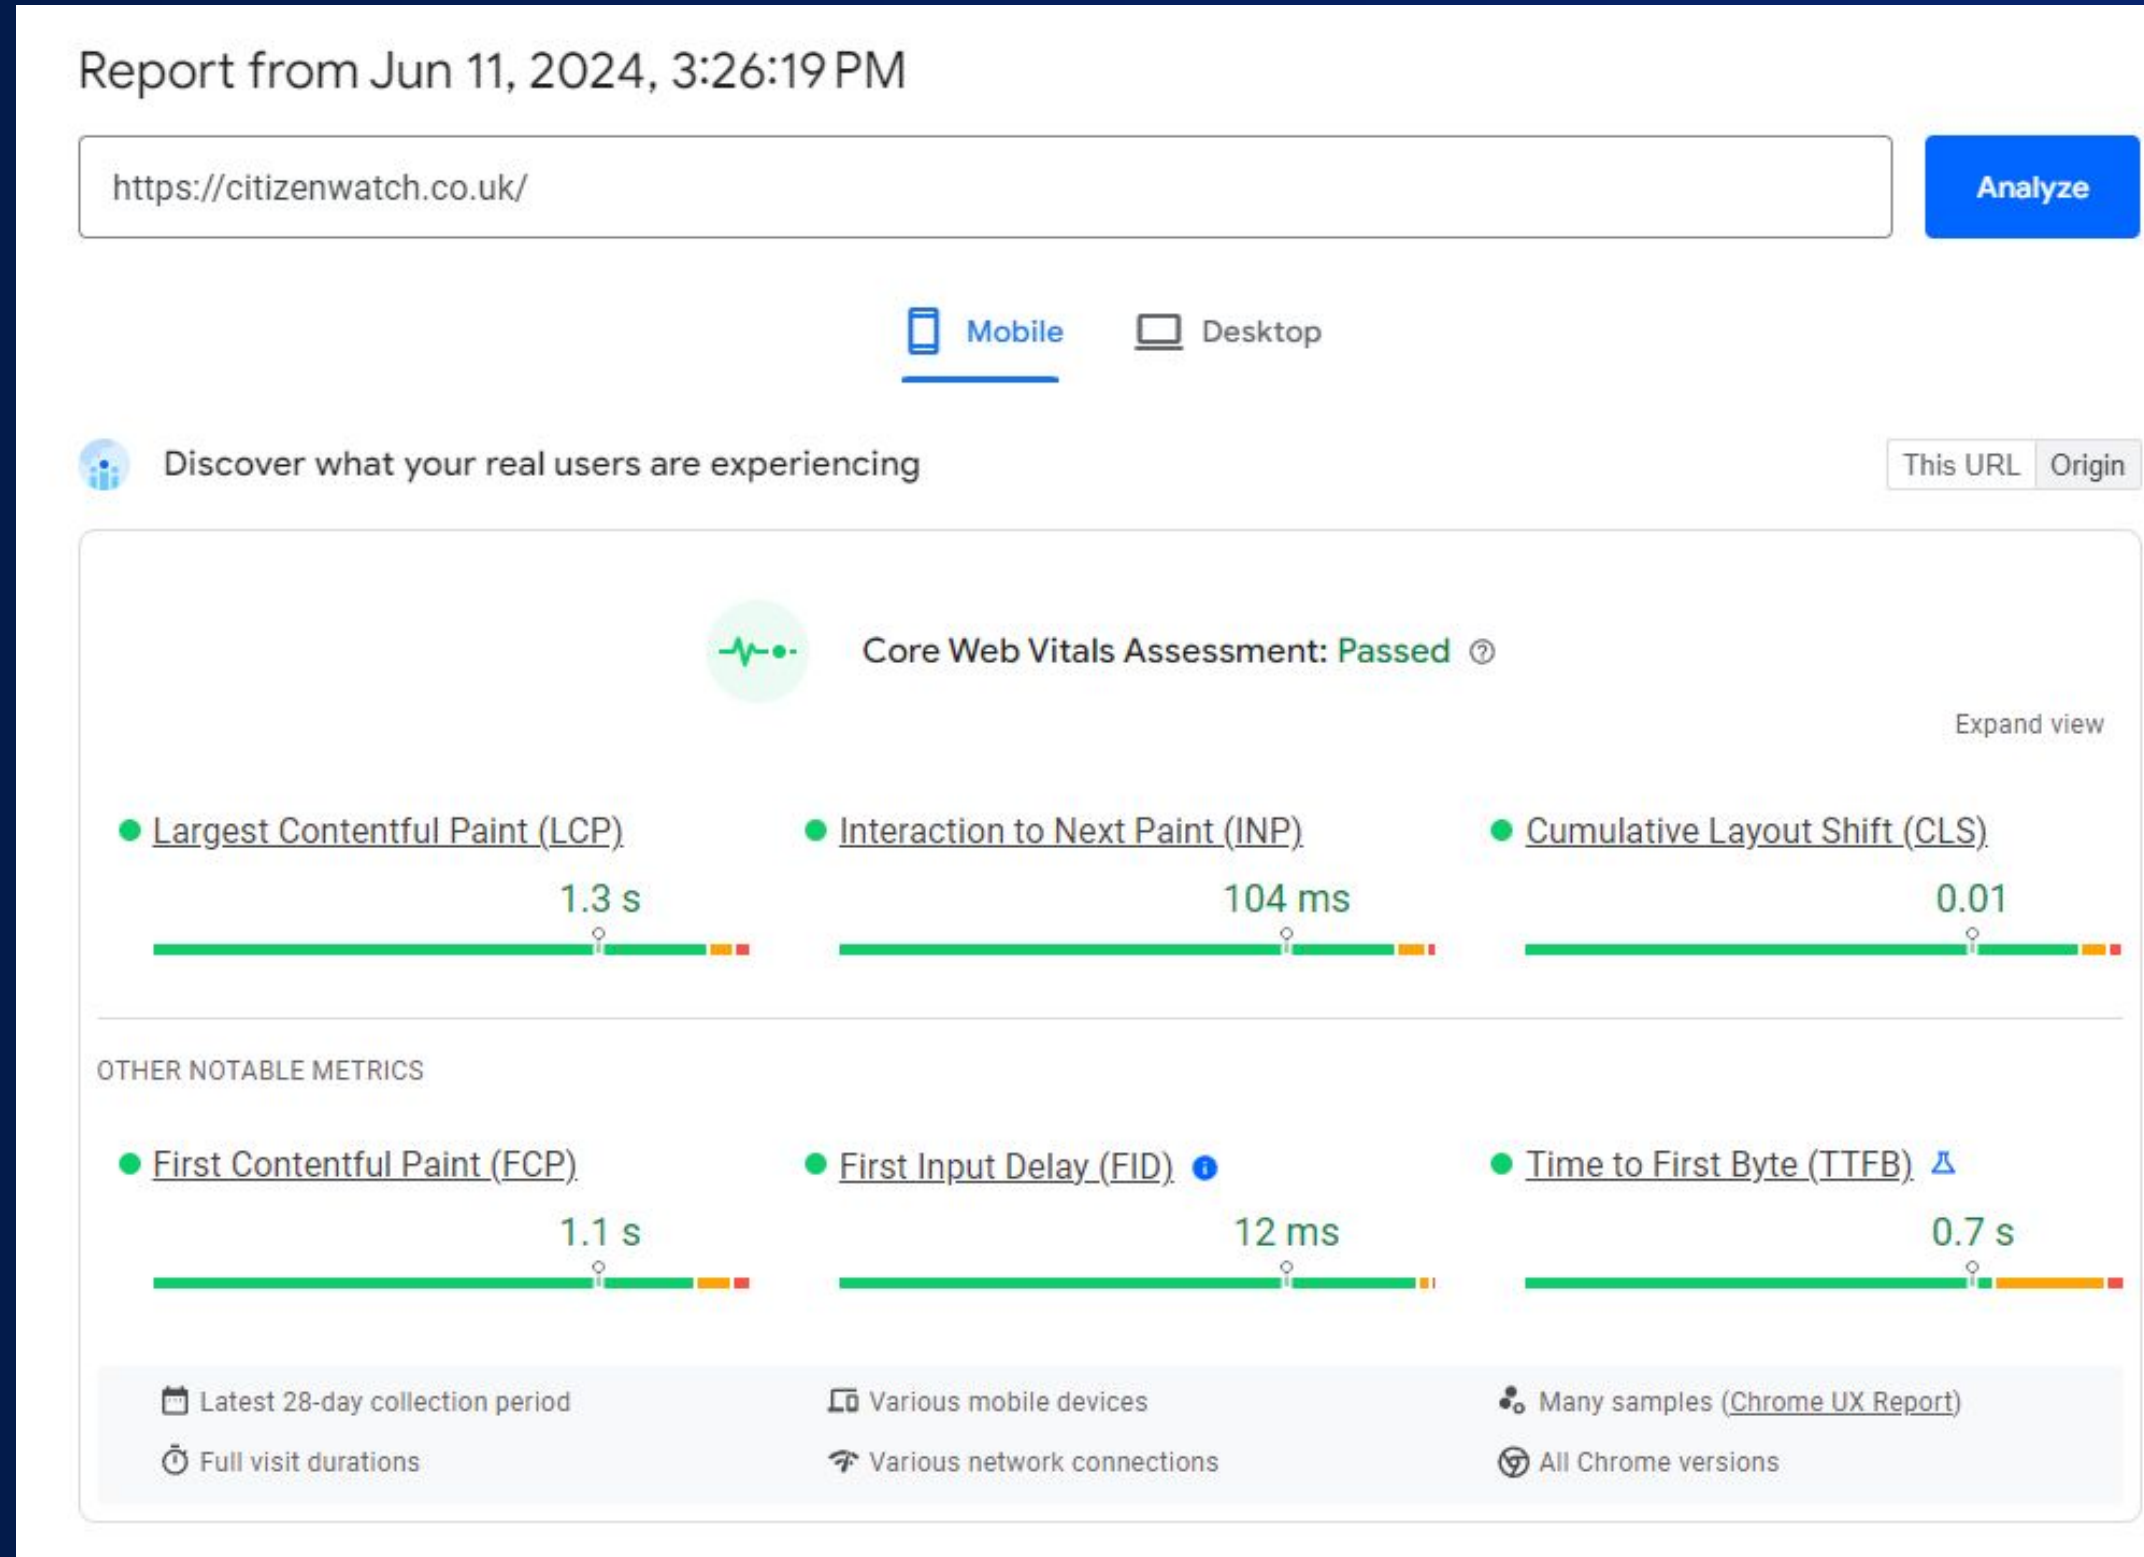 Report from Jun 11, 2024, 3:26:19 PM
https://citizenwatch.co.uk/
Analyze
Mobile
Desktop
Discover what your real users are experiencing
This URL
Origin
Core Web Vitals Assessment: Passed
Expand view
Largest Contentful Paint (LCP)
1.3 s
Interaction to Next Paint (INP)
104 ms
Cumulative Layout Shift (CLS)
0.01
OTHER NOTABLE METRICS
First Contentful Paint (FCP)
1.1 s
First Input Delay (FID)
12 ms
Time to First Byte (TTFB)
0.7 s
Latest 28-day collection period
Various mobile devices
Many samples (Chrome UX Report)
Full visit durations
Various network connections
All Chrome versions